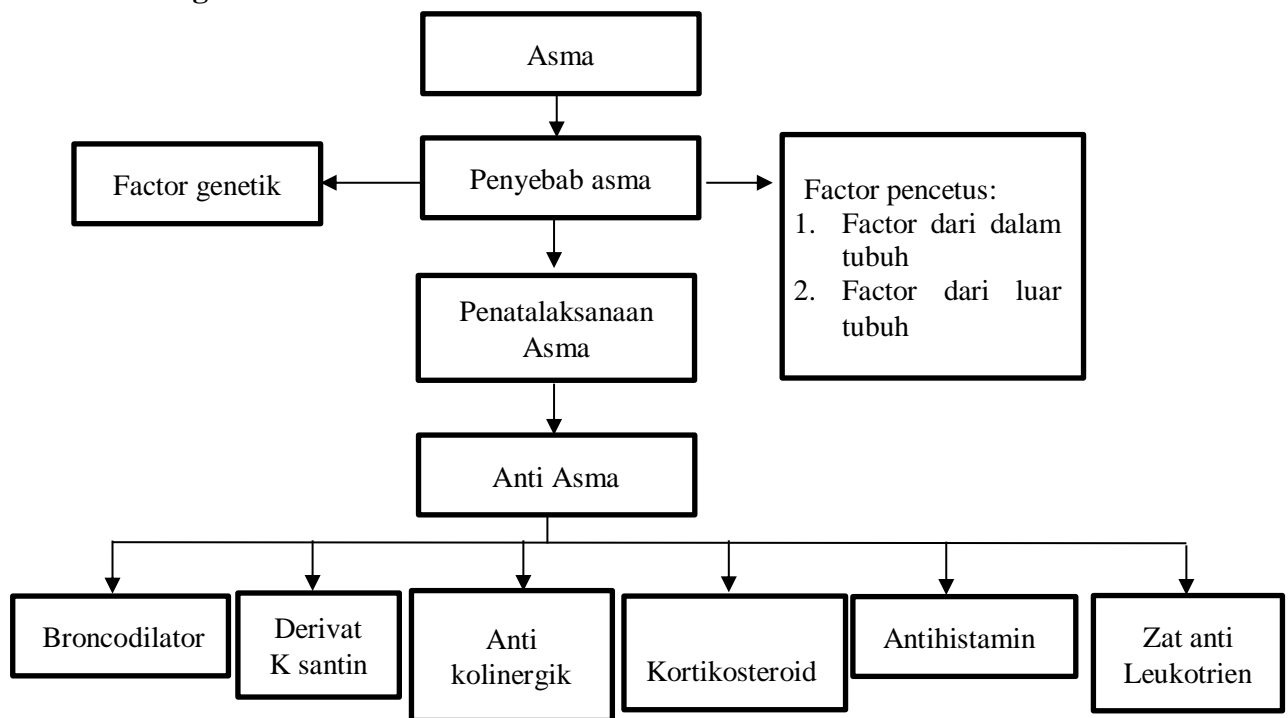 Asma
Factor genetik
Penyebab asma
Factor pencetus:
1. Factor dari dalam
tubuh
2. Factor dari luar
tubuh
Penatalaksanaan
Asma
Anti Asma
Broncodilator
Derivat
K santin
Anti
kolinergik
Kortikosteroid
Antihistamin
Zat anti
Leukotrien